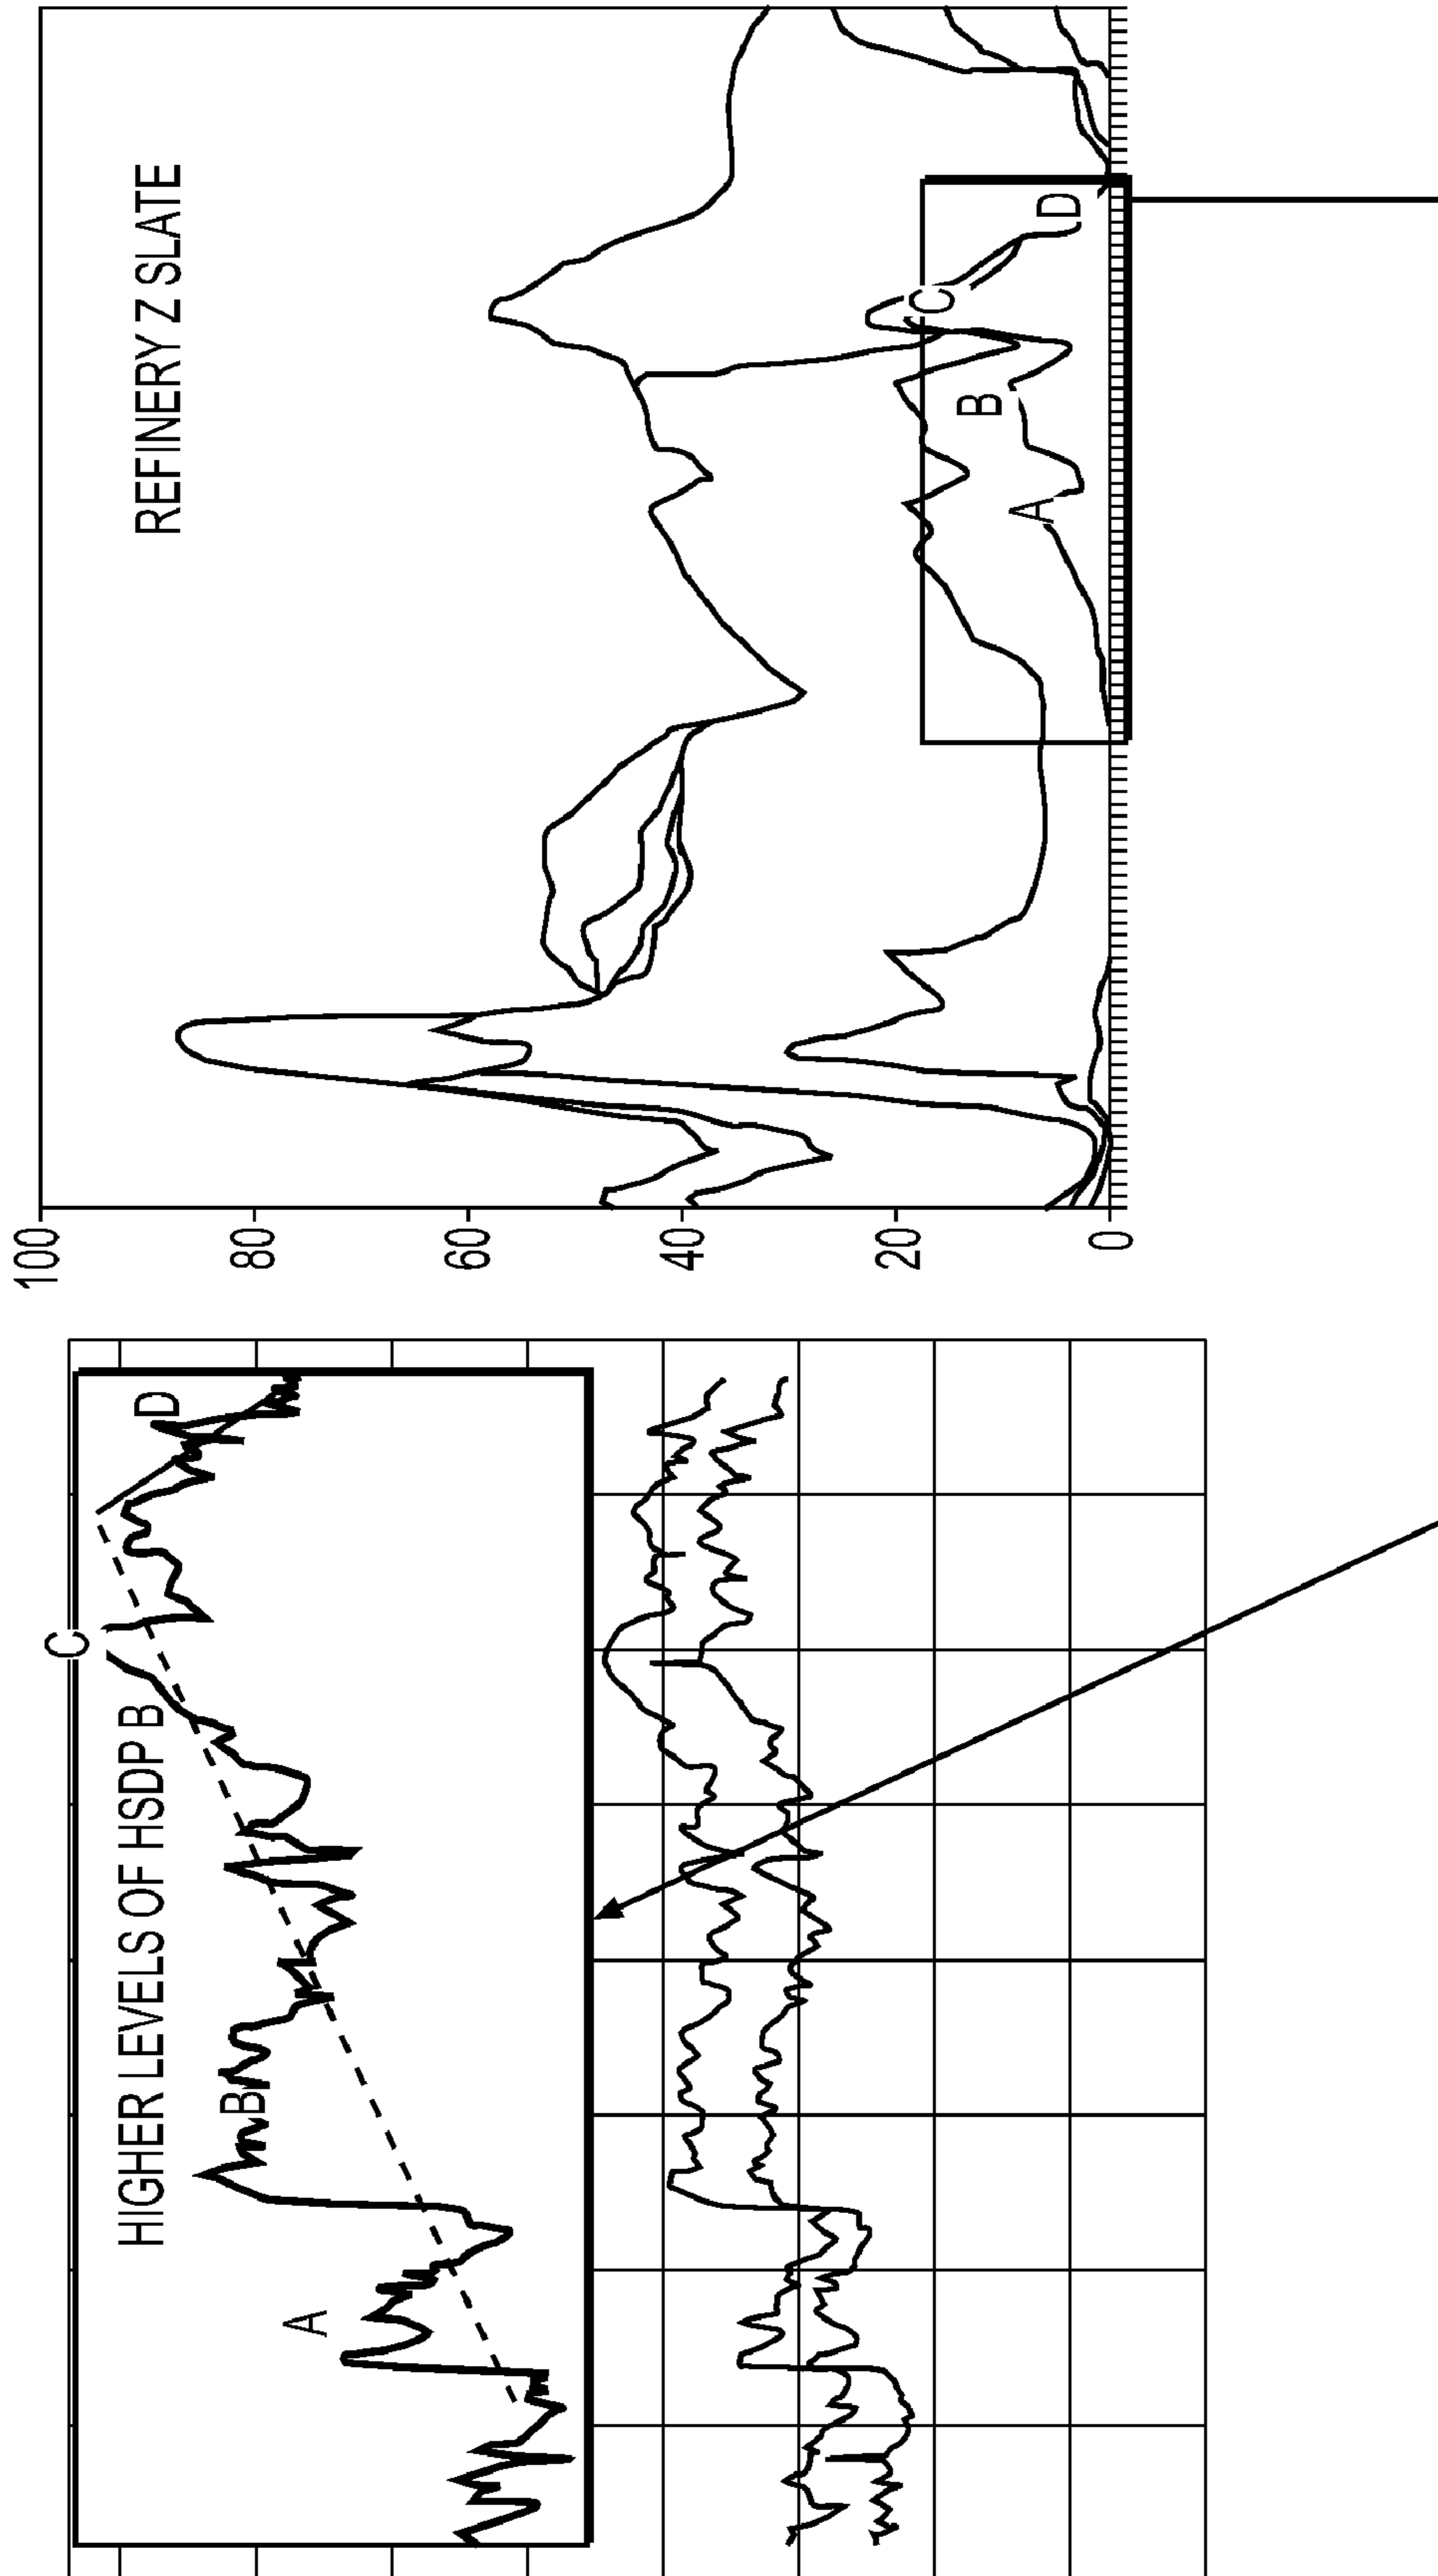 HIGHER LEVELS OF HSDP B
A
B
C
D
REFINERY Z SLATE
100
80
60
40
20
0
A
B
C
D